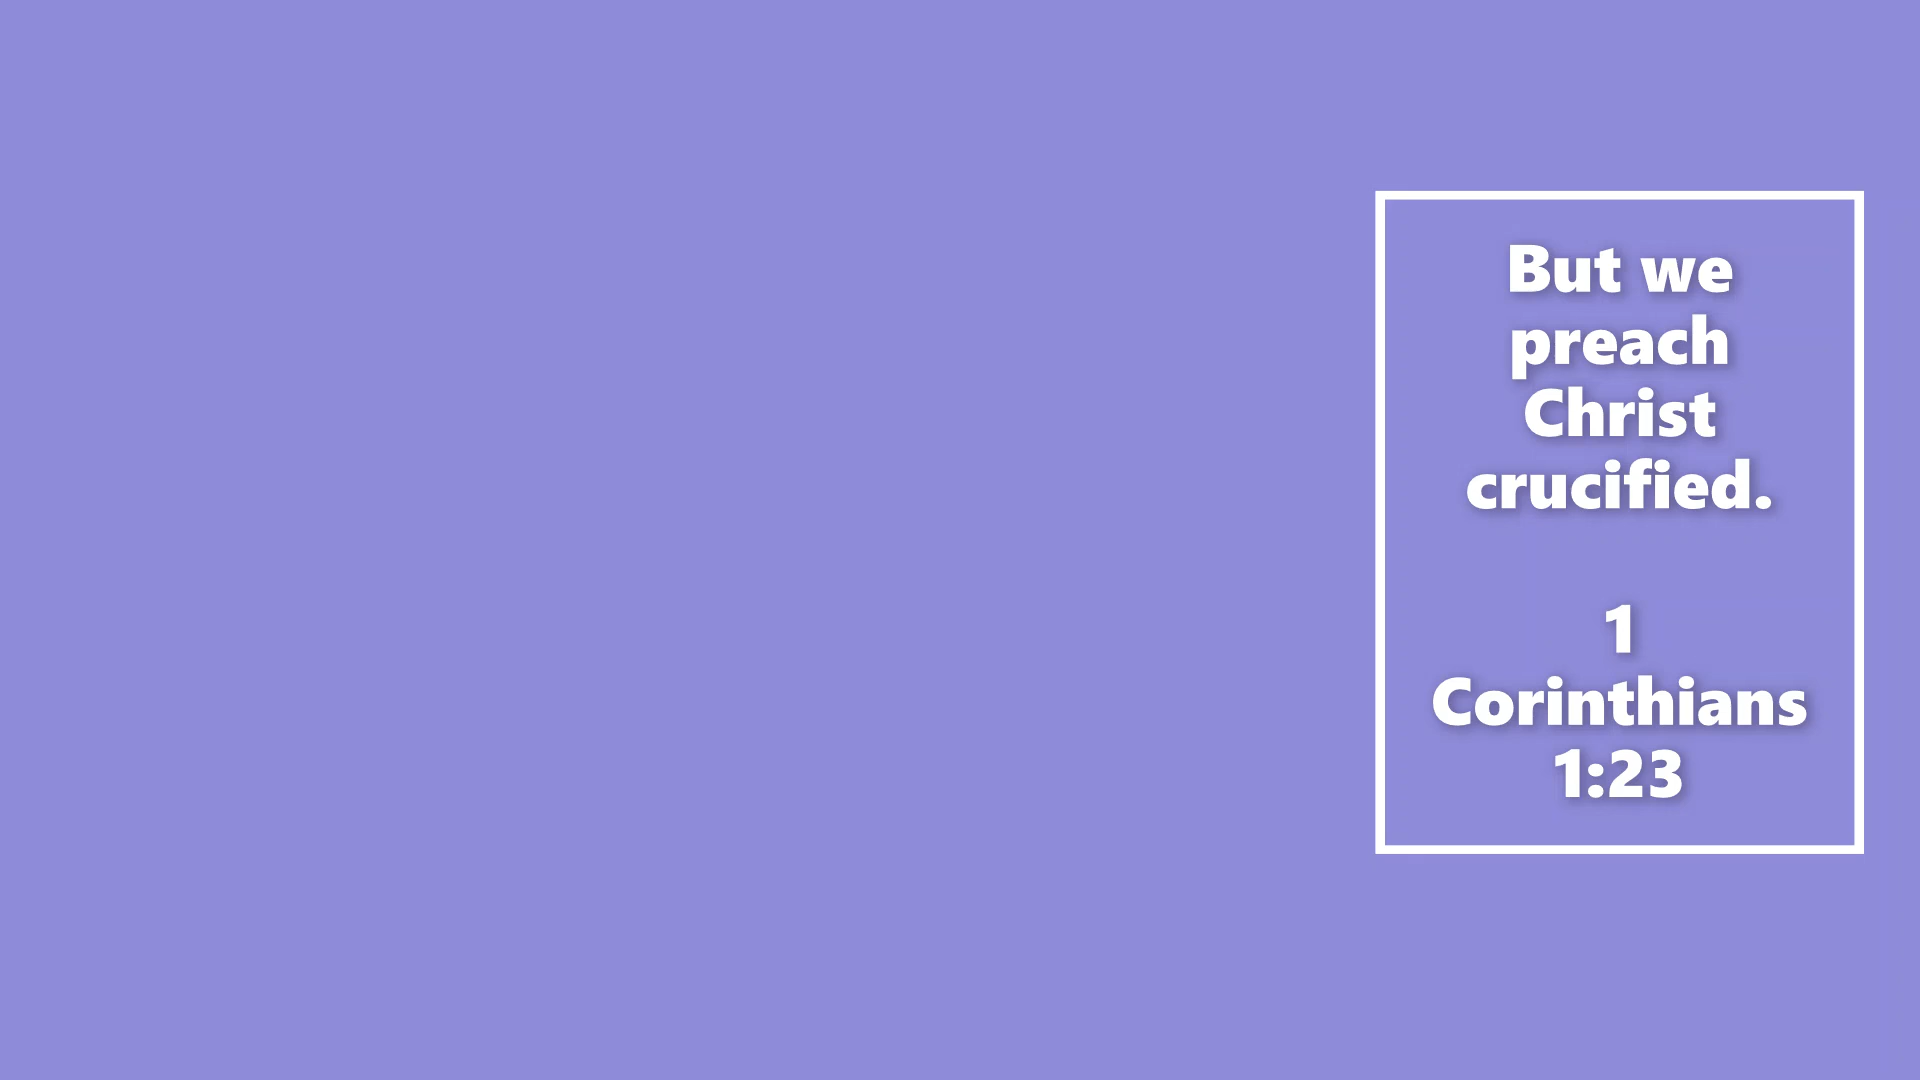 But we
preach
Christ
crucified.
1
Corinthians
1:23